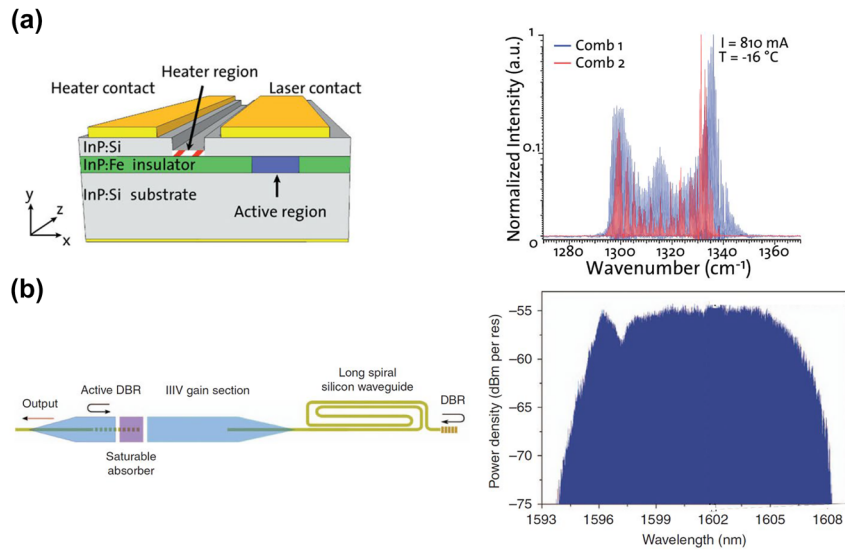 (a)
Heater contact
Heater region
Laser contact
InP:Si
InP:Fe insulator
InP:Si substrate
Active region
y
z
x
Normalized Intensity (a.u.)
1
0.1
0
Comb 1
Comb 2
I = 810 mA
T = -16 °C
1280 1300 1320 1340 1360
Wavenumber (cm⁻¹)
(b)
Output
Active DBR
IIIV gain section
Long spiral
silicon waveguide
DBR
Saturable
absorber
Power density (dBm per res)
−55
−60
−65
−70
−75
1593 1596 1599 1602 1605 1608
Wavelength (nm)